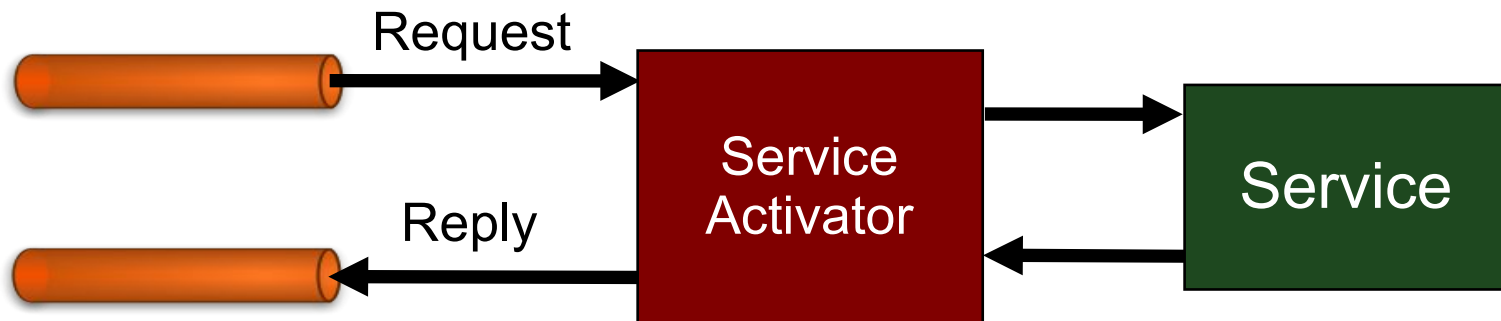 Request
Service
Activator
Service
Reply